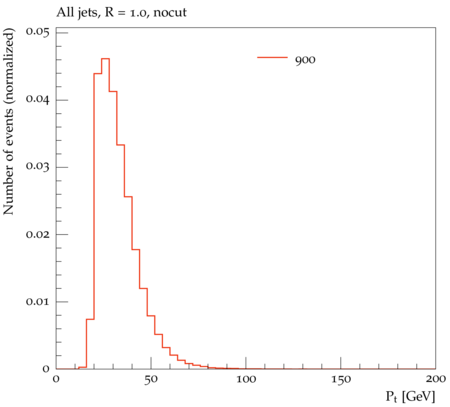 All jets, R = 1.0, nocut
Number of events (normalized)
0.05
0.04
0.03
0.02
0.01
0
900
0 50 100 150 200
Pt [GeV]